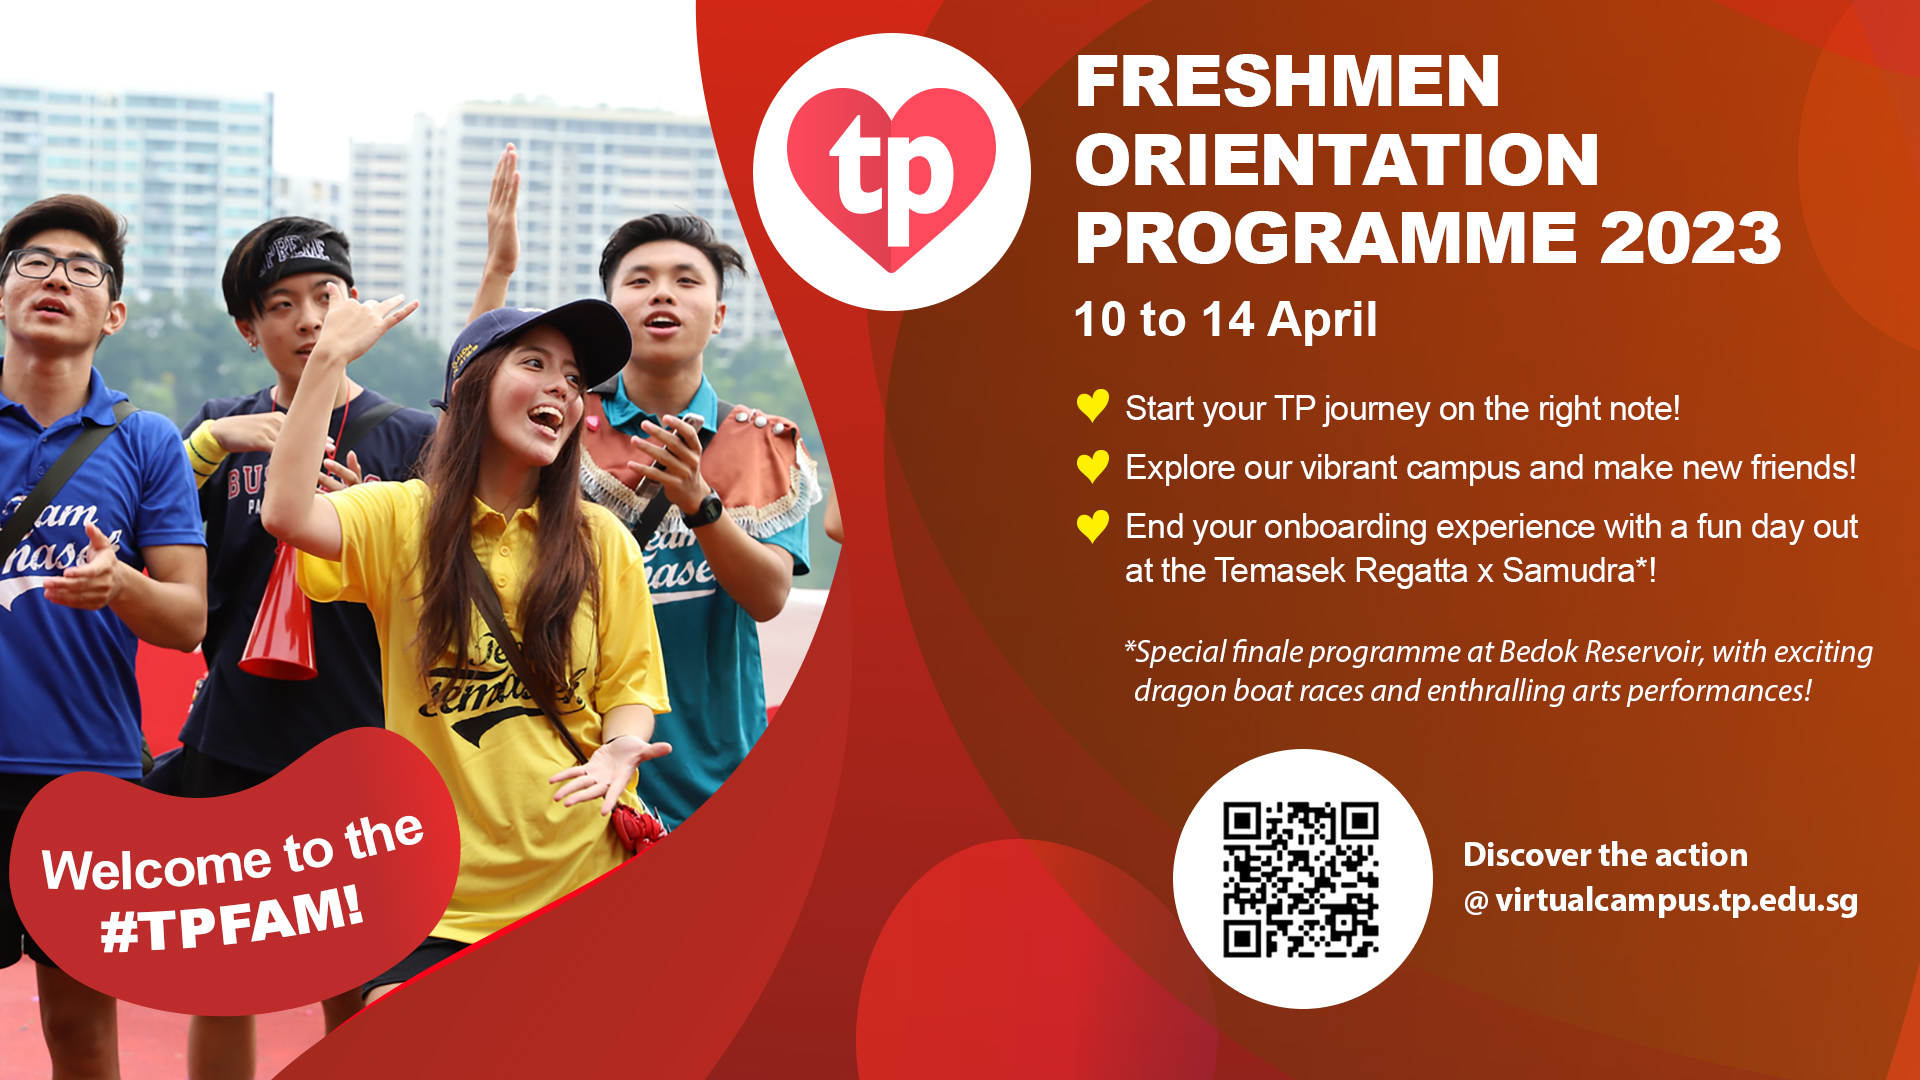 tp
FRESHMEN
ORIENTATION
PROGRAMME 2023
10 to 14 April
Start your TP journey on the right note!
Explore our vibrant campus and make new friends!
End your onboarding experience with a fun day out
at the Temasek Regatta x Samudra*!
*Special finale programme at Bedok Reservoir, with exciting
dragon boat races and enthralling arts performances!
Discover the action
@ virtualcampus.tp.edu.sg
Welcome to the
#TPFAM!